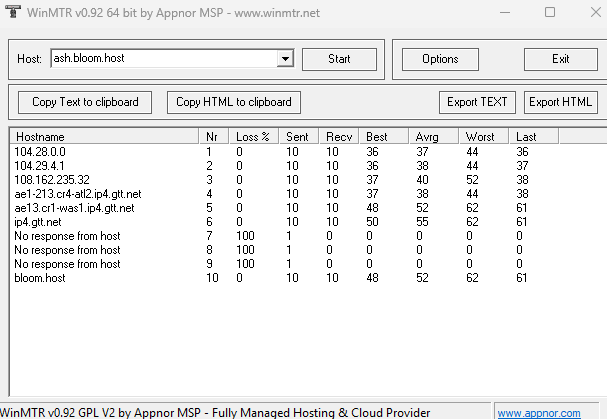 WinMTR v0.92 64 bit by Appnor MSP - www.winmtr.net
Host: ash.bloom.host Start Options Exit
Copy Text to clipboard Copy HTML to clipboard Export TEXT Export HTML
Hostname Nr Loss % Sent Recv Best Avrg Worst Last
104.28.0.0 1 0 10 10 36 37 44 36
104.29.4.1 2 0 10 10 36 38 44 37
108.162.235.32 3 0 10 10 37 40 52 38
ae1-213.cr4-atl2.ip4.gtt.net 4 0 10 10 37 38 44 38
ae13.cr1-was1.ip4.gtt.net 5 0 10 10 48 52 62 61
ip4.gtt.net 6 0 10 10 50 55 62 61
No response from host 7 100 1 0 0 0 0 0
No response from host 8 100 1 0 0 0 0 0
No response from host 9 100 1 0 0 0 0 0
bloom.host 10 0 10 10 48 52 62 61
WinMTR v0.92 GPL V2 by Appnor MSP - Fully Managed Hosting & Cloud Provider www.appnor.com